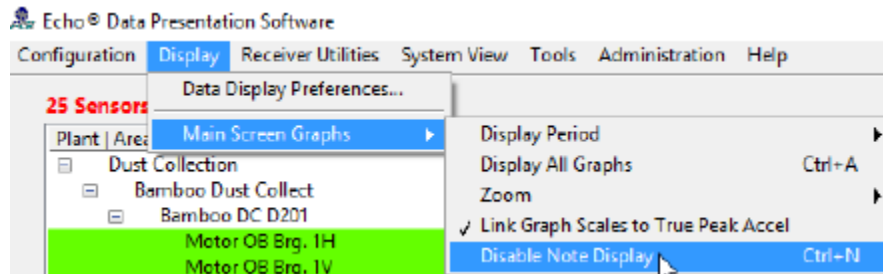 Echo® Data Presentation Software
Configuration Display Receiver Utilities System View Tools Administration Help
Data Display Preferences...
25 Sensors
Main Screen Graphs
Plant | Area
Display Period
Dust Collection
Display All Graphs Ctrl+A
Bamboo Dust Collect
Zoom
Bamboo DC D201
Link Graph Scales to True Peak Accel
Motor OB Brg. 1H
Disable Note Display Ctrl+N
Motor OB Brg. 1V